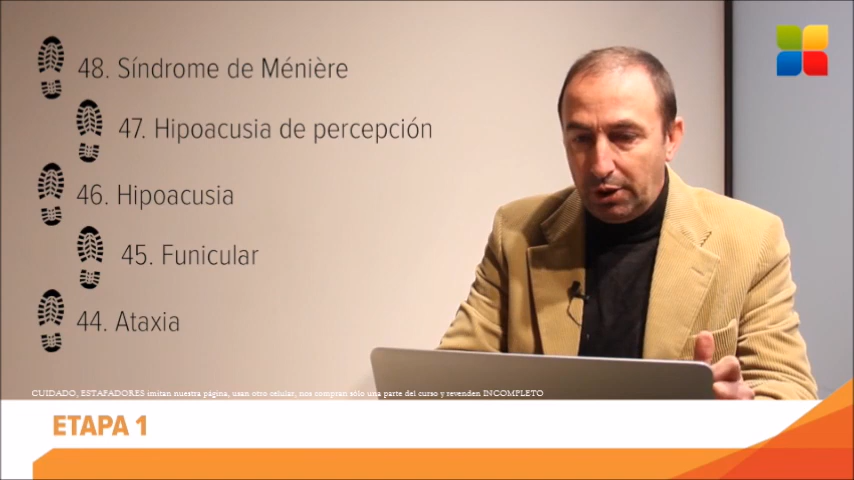 48. Síndrome de Ménière
47. Hipoacusia de percepción
46. Hipoacusia
45. Funicular
44. Ataxia
CUIDADO, ESTAFADORES imitan nuestra página, usan otro celular, nos compran sólo una parte del curso y revenden INCOMPLETO
ETAPA 1